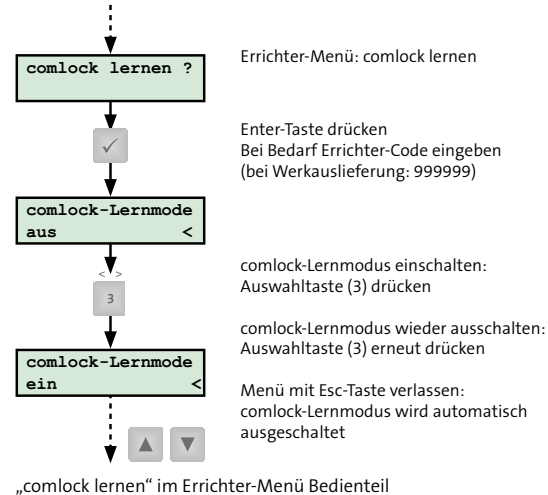 comlock lernen ?
Errichter-Menü: comlock lernen
Enter-Taste drücken
Bei Bedarf Errichter-Code eingeben
(bei Werkauslieferung: 999999)
comlock-Lernmode
aus <
< >
3
comlock-Lernmodus einschalten:
Auswahltaste (3) drücken
comlock-Lernmodus wieder ausschalten:
Auswahltaste (3) erneut drücken
comlock-Lernmode
ein <
Menü mit Esc-Taste verlassen:
comlock-Lernmodus wird automatisch
ausgeschaltet
„comlock lernen“ im Errichter-Menü Bedienteil